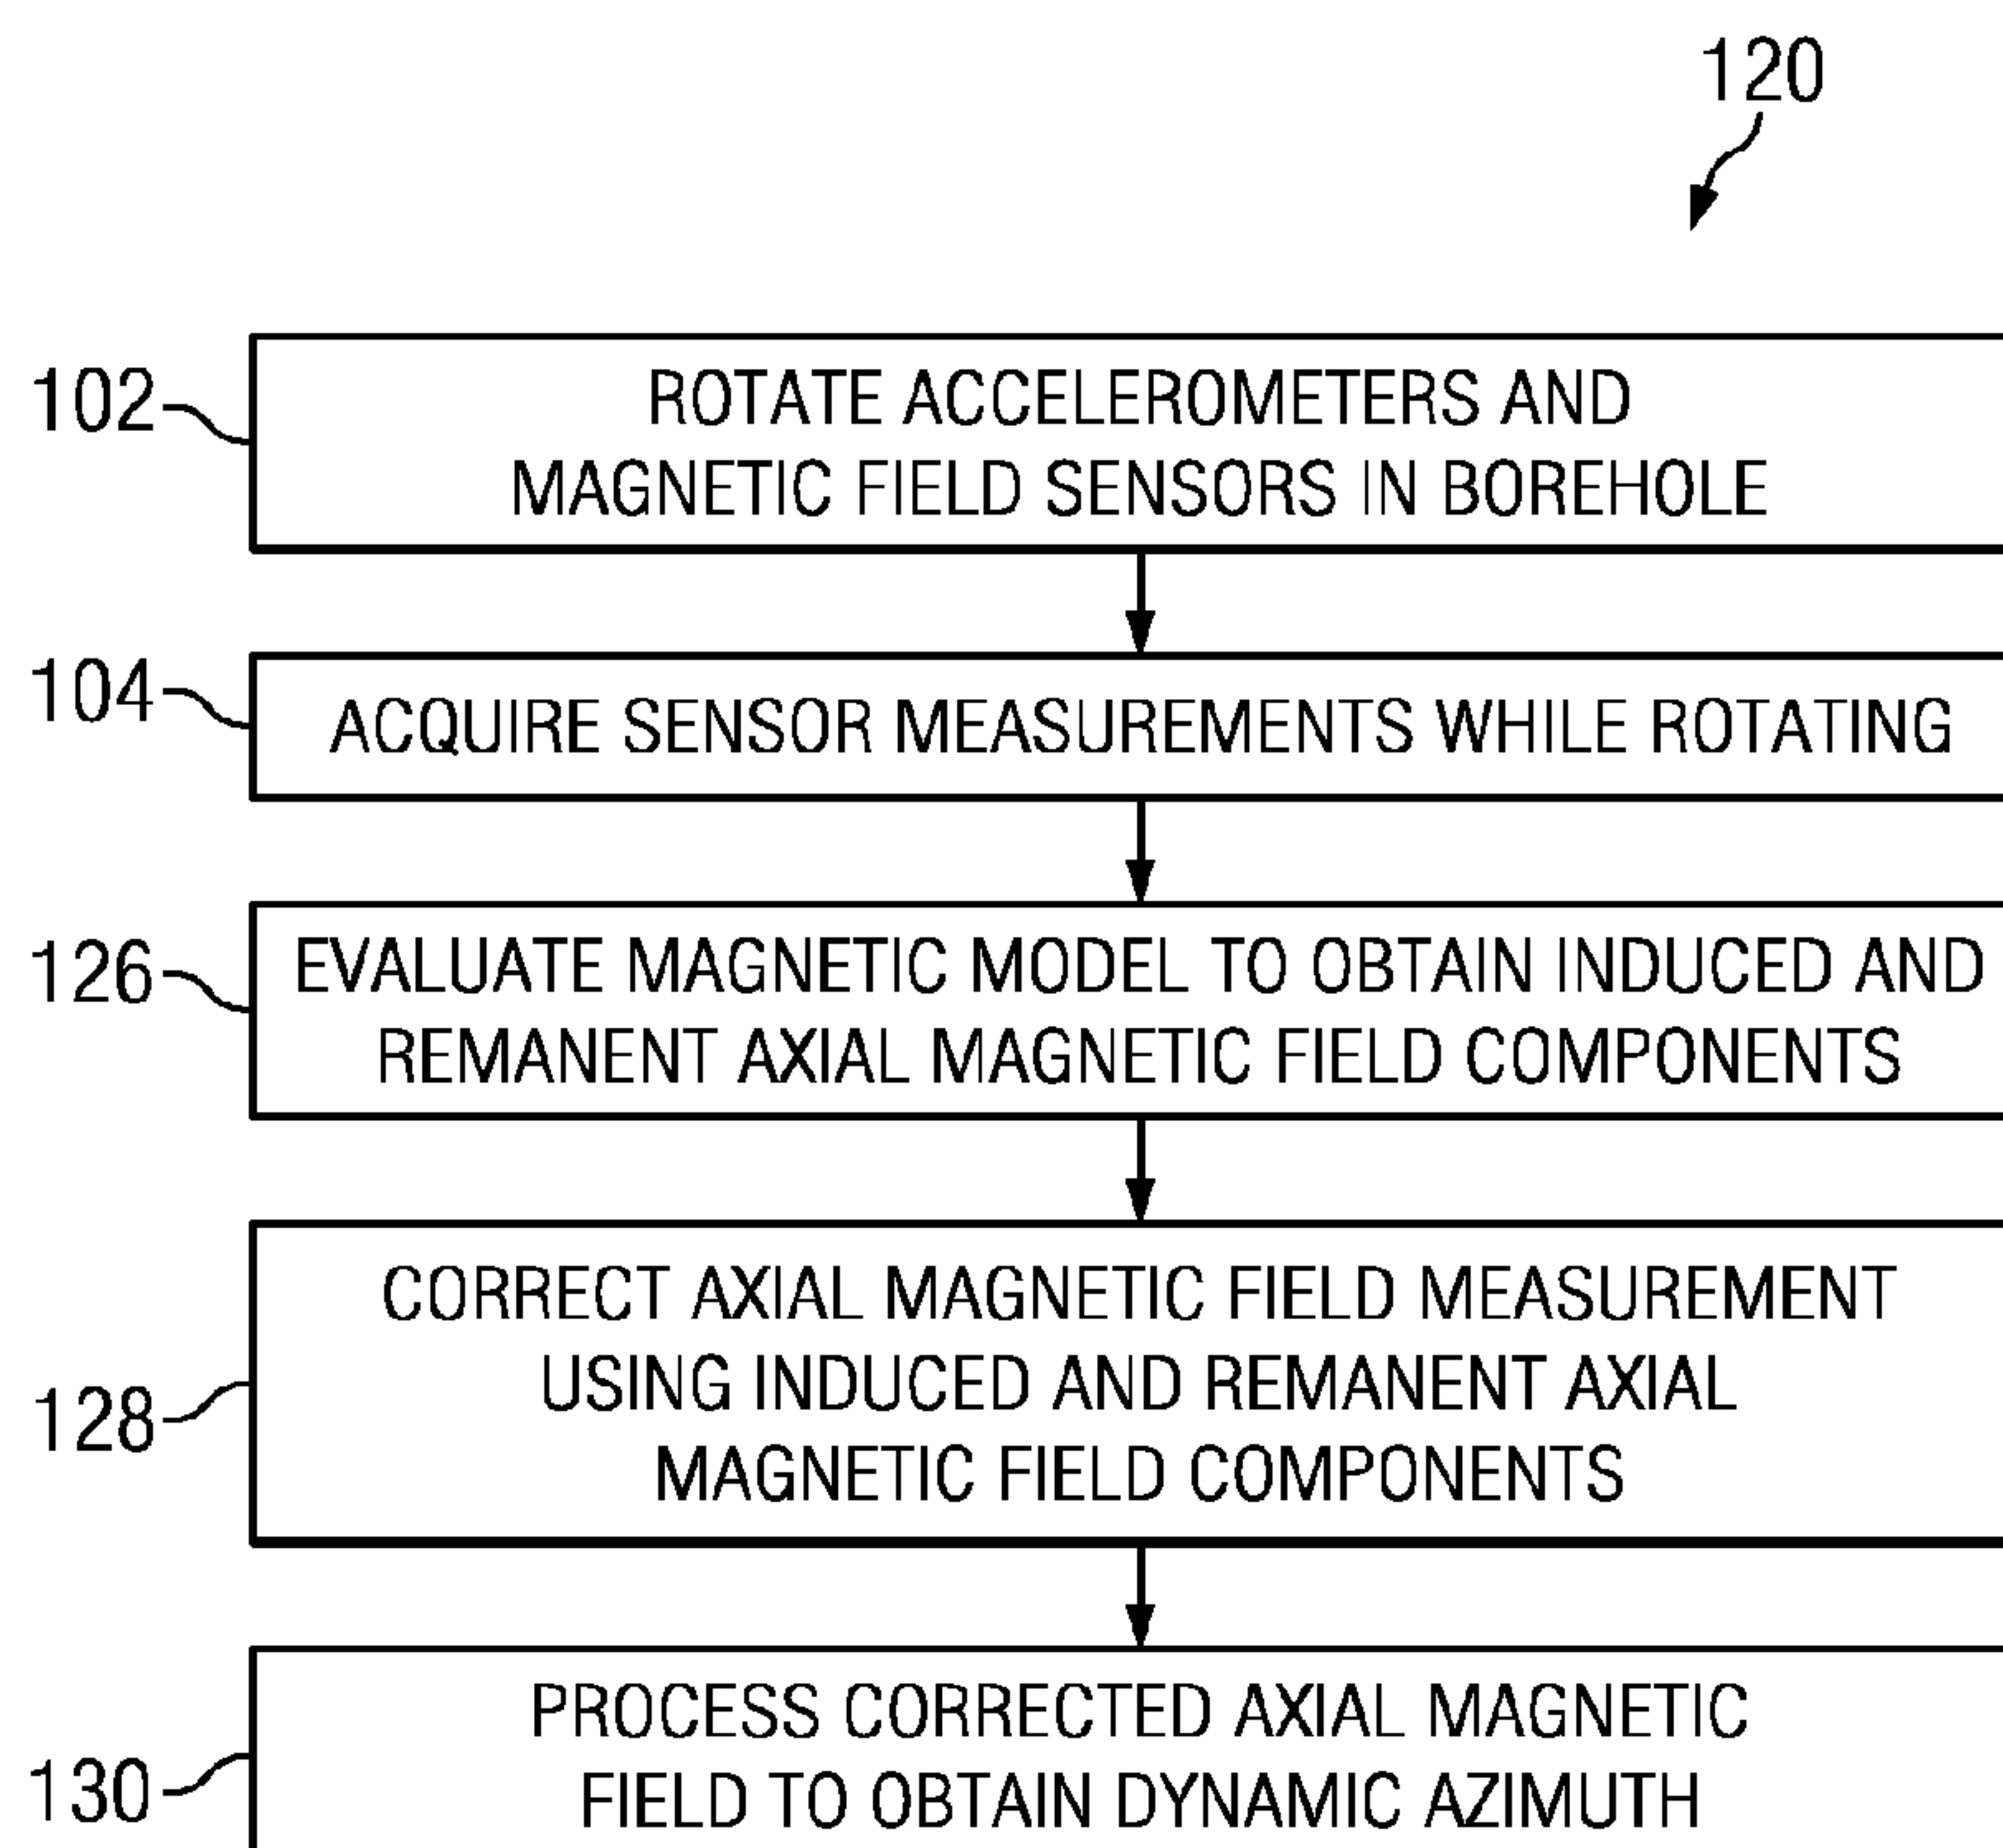 120
102
ROTATE ACCELEROMETERS AND
MAGNETIC FIELD SENSORS IN BOREHOLE
104
ACQUIRE SENSOR MEASUREMENTS WHILE ROTATING
126
EVALUATE MAGNETIC MODEL TO OBTAIN INDUCED AND
REMANENT AXIAL MAGNETIC FIELD COMPONENTS
128
CORRECT AXIAL MAGNETIC FIELD MEASUREMENT
USING INDUCED AND REMANENT AXIAL
MAGNETIC FIELD COMPONENTS
130
PROCESS CORRECTED AXIAL MAGNETIC
FIELD TO OBTAIN DYNAMIC AZIMUTH